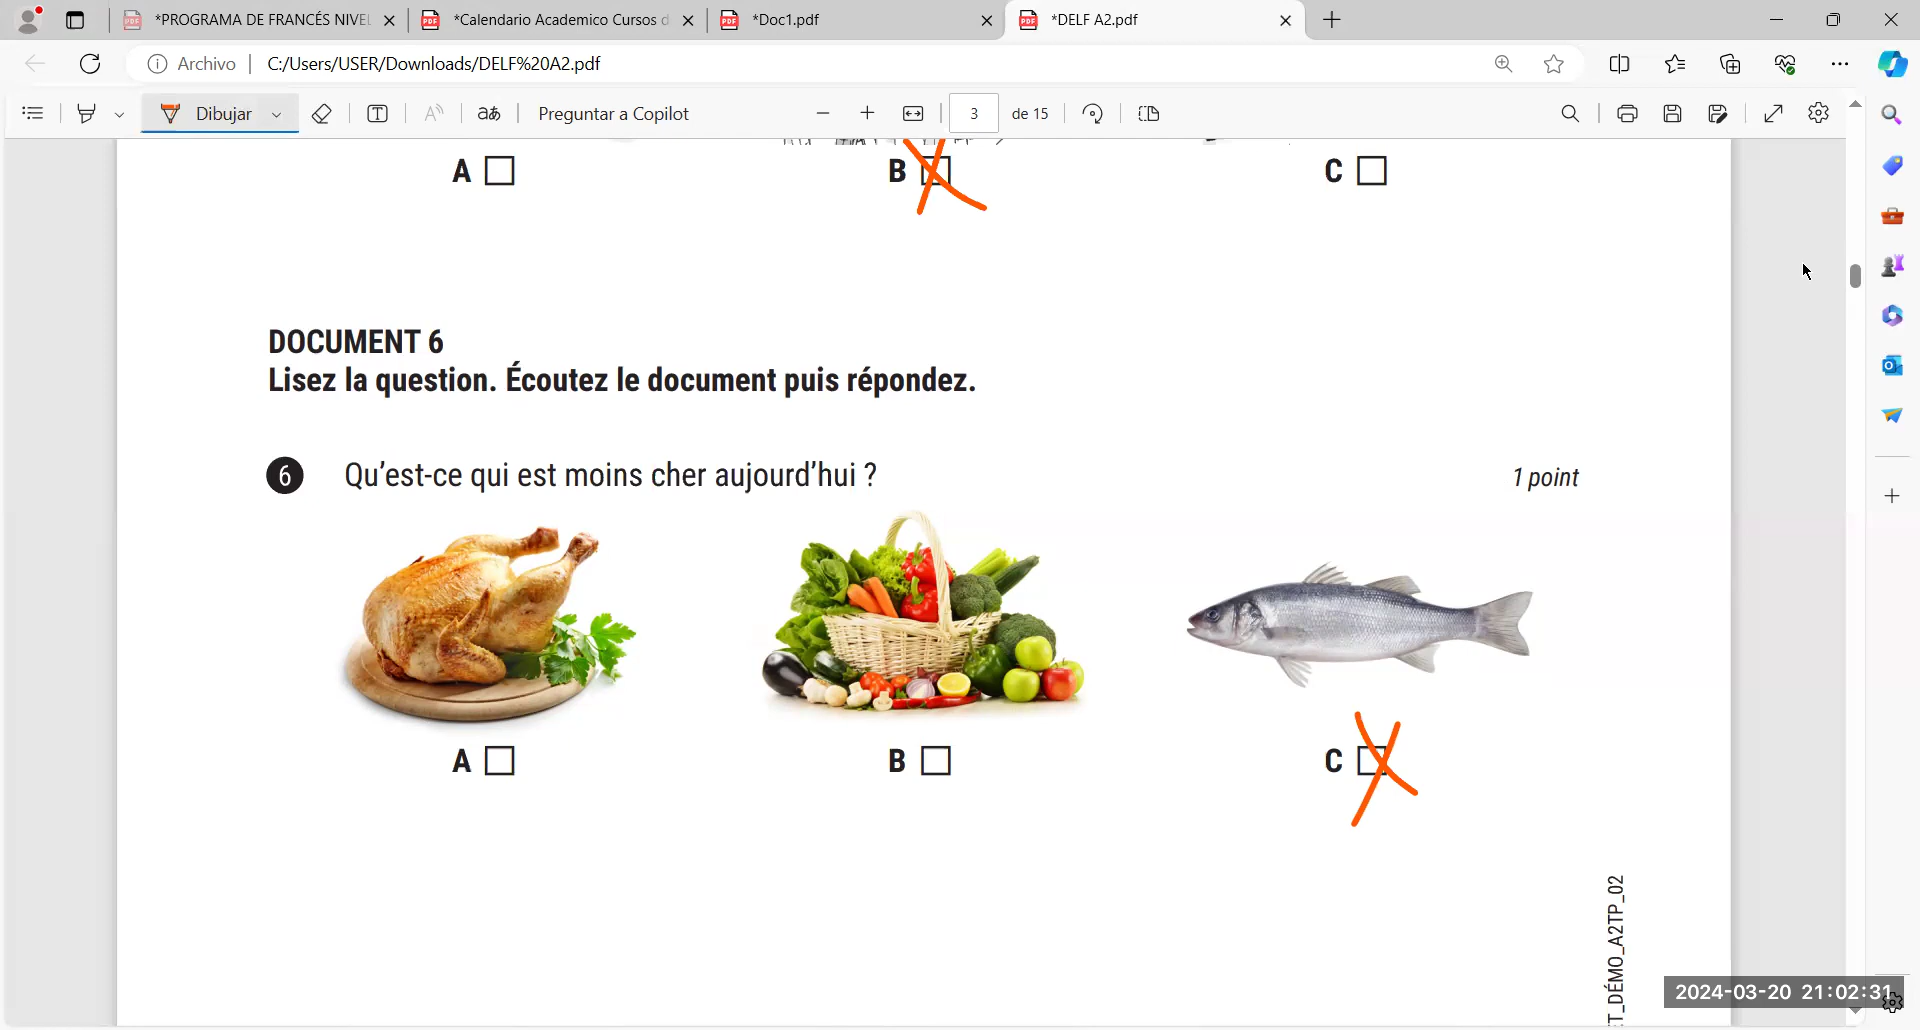 *PROGRAMA DE FRANCÉS NIVEL
*Calendario Academico Cursos d
*Doc1.pdf
*DELF A2.pdf
Archivo
C:/Users/USER/Downloads/DELF%20A2.pdf
Dibujar
Preguntar a Copilot
3 de 15
A
B
C
DOCUMENT 6
Lisez la question. Écoutez le document puis répondez.
6 Qu'est-ce qui est moins cher aujourd'hui ?
1 point
A
B
C
T_DÉMO_A2TP_02
2024-03-20 21:02:31